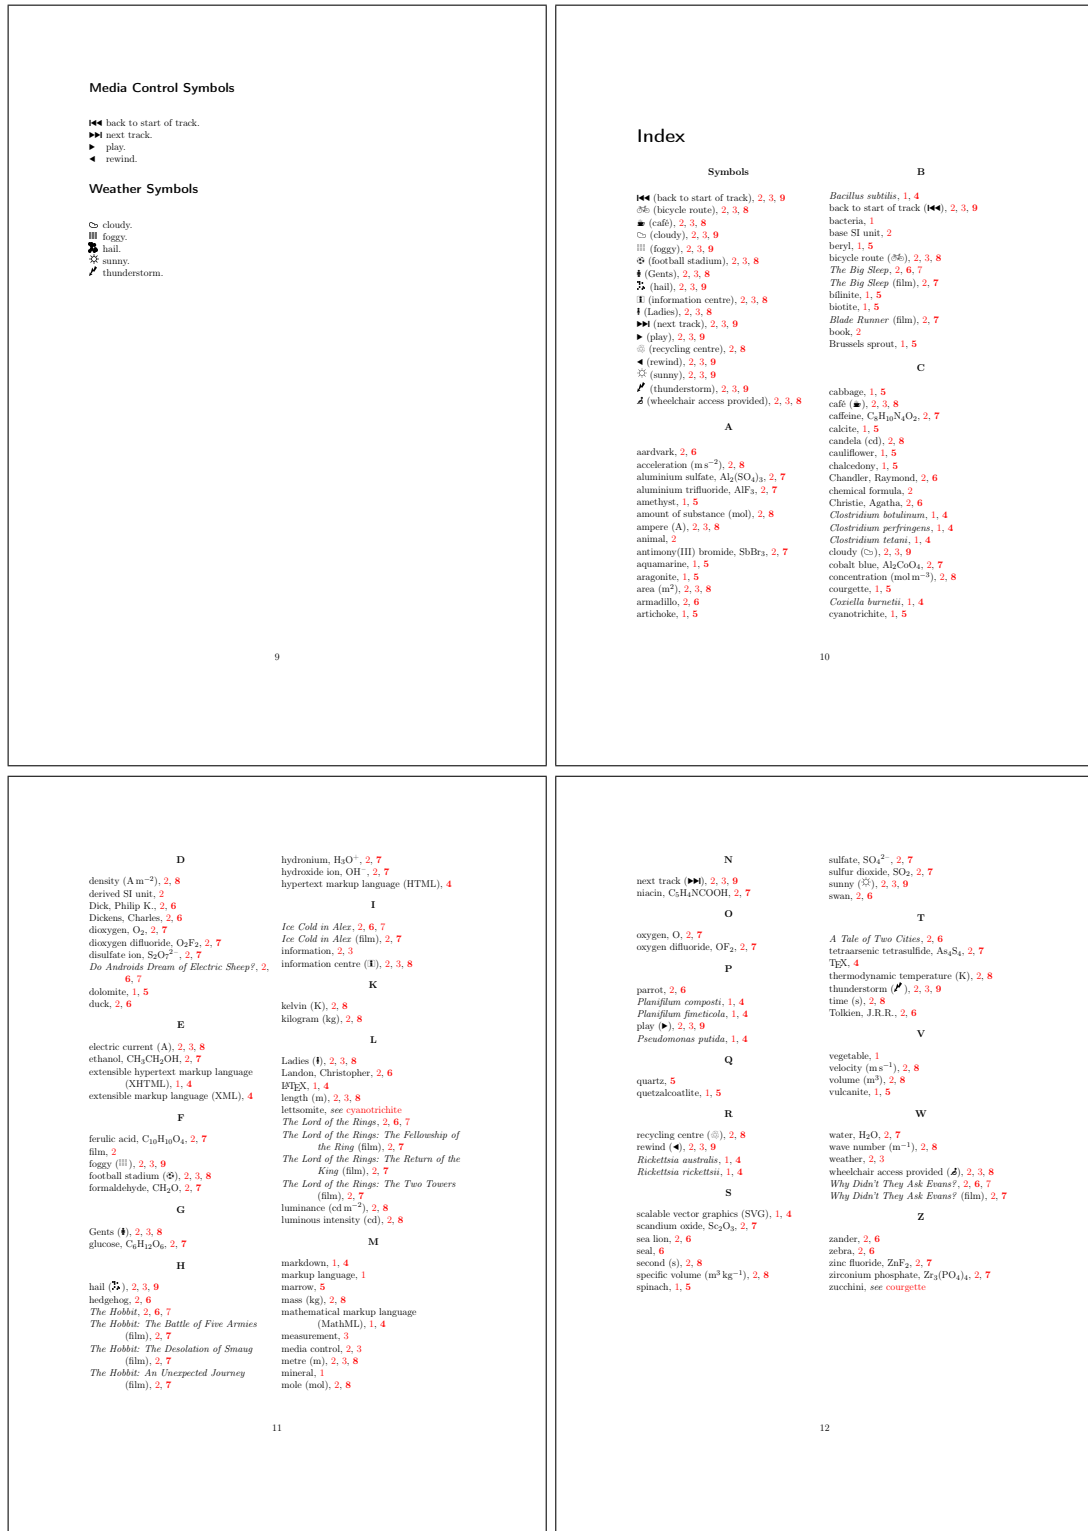 Media Control Symbols
⏮ back to start of track.
⏭ next track.
▶ play.
◀ rewind.
Weather Symbols
cloudy.
foggy.
hail.
sunny.
thunderstorm.
9
Index
Symbols
⏮ (back to start of track), 2, 3, 9
(bicycle route), 2, 3, 8
(café), 2, 3, 8
(cloudy), 2, 3, 9
(foggy), 2, 3, 9
(football stadium), 2, 3, 8
(Gents), 2, 3, 8
(hail), 2, 3, 9
(information centre), 2, 3, 8
(Ladies), 2, 3, 8
⏭ (next track), 2, 3, 9
▶ (play), 2, 3, 9
(recycling centre), 2, 8
◀ (rewind), 2, 3, 9
(sunny), 2, 3, 9
(thunderstorm), 2, 3, 9
(wheelchair access provided), 2, 3, 8
A
aardvark, 2, 6
acceleration (m s⁻²), 2, 8
aluminium sulfate, Al₂(SO₄)₃, 2, 7
aluminium trifluoride, AlF₃, 2, 7
amethyst, 1, 5
amount of substance (mol), 2, 8
ampere (A), 2, 3, 8
animal, 2
antimony(III) bromide, SbBr₃, 2, 7
aquamarine, 1, 5
aragonite, 1, 5
area (m²), 2, 3, 8
armadillo, 2, 6
artichoke, 1, 5
B
Bacillus subtilis, 1, 4
back to start of track (⏮), 2, 3, 9
bacteria, 1
base SI unit, 2
beryl, 1, 5
bicycle route (🚲), 2, 3, 8
The Big Sleep, 2, 6, 7
The Big Sleep (film), 2, 7
bilinite, 1, 5
biotite, 1, 5
Blade Runner (film), 2, 7
book, 2
Brussels sprout, 1, 5
C
cabbage, 1, 5
café (☕), 2, 3, 8
caffeine, C₈H₁₀N₄O₂, 2, 7
calcite, 1, 5
candela (cd), 2, 8
cauliflower, 1, 5
chalcedony, 1, 5
Chandler, Raymond, 2, 6
chemical formula, 2
Christie, Agatha, 2, 6
Clostridium botulinum, 1, 4
Clostridium perfringens, 1, 4
Clostridium tetani, 1, 4
cloudy (☁), 2, 3, 9
cobalt blue, Al₂CoO₄, 2, 7
concentration (mol m⁻³), 2, 8
courgette, 1, 5
Coxiella burnetii, 1, 4
cyanotrichite, 1, 5
10
D
density (A m⁻²), 2, 8
derived SI unit, 2
Dick, Philip K., 2, 6
Dickens, Charles, 2, 6
dioxygen, O₂, 2, 7
dioxygen difluoride, O₂F₂, 2, 7
disulfate ion, S₂O₇²⁻, 2, 7
Do Androids Dream of Electric Sheep?, 2,
6, 7
dolomite, 1, 5
duck, 2, 6
E
electric current (A), 2, 3, 8
ethanol, CH₃CH₂OH, 2, 7
extensible hypertext markup language
(XHTML), 1, 4
extensible markup language (XML), 4
F
ferulic acid, C₁₀H₁₀O₄, 2, 7
film, 2
foggy (🌫), 2, 3, 9
football stadium (⚽), 2, 3, 8
formaldehyde, CH₂O, 2, 7
G
Gents (🚹), 2, 3, 8
glucose, C₆H₁₂O₆, 2, 7
H
hail (🌨), 2, 3, 9
hedgehog, 2, 6
The Hobbit, 2, 6, 7
The Hobbit: The Battle of Five Armies
(film), 2, 7
The Hobbit: The Desolation of Smaug
(film), 2, 7
The Hobbit: An Unexpected Journey
(film), 2, 7
hydronium, H₃O⁺, 2, 7
hydroxide ion, OH⁻, 2, 7
hypertext markup language (HTML), 4
I
Ice Cold in Alex, 2, 6, 7
Ice Cold in Alex (film), 2, 7
information, 2, 3
information centre (ℹ), 2, 3, 8
K
kelvin (K), 2, 8
kilogram (kg), 2, 8
L
Ladies (🚺), 2, 3, 8
Landon, Christopher, 2, 6
LATEX, 1, 4
length (m), 2, 3, 8
lettsomite, see cyanotrichite
The Lord of the Rings, 2, 6, 7
The Lord of the Rings: The Fellowship of
the Ring (film), 2, 7
The Lord of the Rings: The Return of the
King (film), 2, 7
The Lord of the Rings: The Two Towers
(film), 2, 7
luminance (cd m⁻²), 2, 8
luminous intensity (cd), 2, 8
M
markdown, 1, 4
markup language, 1
marrow, 5
mass (kg), 2, 8
mathematical markup language
(MathML), 1, 4
measurement, 3
media control, 2, 3
metre (m), 2, 3, 8
mineral, 1
mole (mol), 2, 8
11
N
next track (⏭), 2, 3, 9
niacin, C₅H₄NCOOH, 2, 7
O
oxygen, O, 2, 7
oxygen difluoride, OF₂, 2, 7
P
parrot, 2, 6
Planifilum composti, 1, 4
Planifilum fimeticola, 1, 4
play (▶), 2, 3, 9
Pseudomonas putida, 1, 4
Q
quartz, 5
quetzalcoatlite, 1, 5
R
recycling centre (♲), 2, 8
rewind (◀), 2, 3, 9
Rickettsia australis, 1, 4
Rickettsia rickettsii, 1, 4
S
scalable vector graphics (SVG), 1, 4
scandium oxide, Sc₂O₃, 2, 7
sea lion, 2, 6
seal, 6
second (s), 2, 8
specific volume (m³ kg⁻¹), 2, 8
spinach, 1, 5
sulfate, SO₄²⁻, 2, 7
sulfur dioxide, SO₂, 2, 7
sunny (☼), 2, 3, 9
swan, 2, 6
T
A Tale of Two Cities, 2, 6
tetraarsenic tetrasulfide, As₄S₄, 2, 7
TEX, 4
thermodynamic temperature (K), 2, 8
thunderstorm (⚡), 2, 3, 9
time (s), 2, 8
Tolkien, J.R.R., 2, 6
V
vegetable, 1
velocity (m s⁻¹), 2, 8
volume (m³), 2, 8
vulcanite, 1, 5
W
water, H₂O, 2, 7
wave number (m⁻¹), 2, 8
weather, 2, 3
wheelchair access provided (♿), 2, 3, 8
Why Didn't They Ask Evans?, 2, 6, 7
Why Didn't They Ask Evans? (film), 2, 7
Z
zander, 2, 6
zebra, 2, 6
zinc fluoride, ZnF₂, 2, 7
zirconium phosphate, Zr₃(PO₄)₄, 2, 7
zucchini, see courgette
12